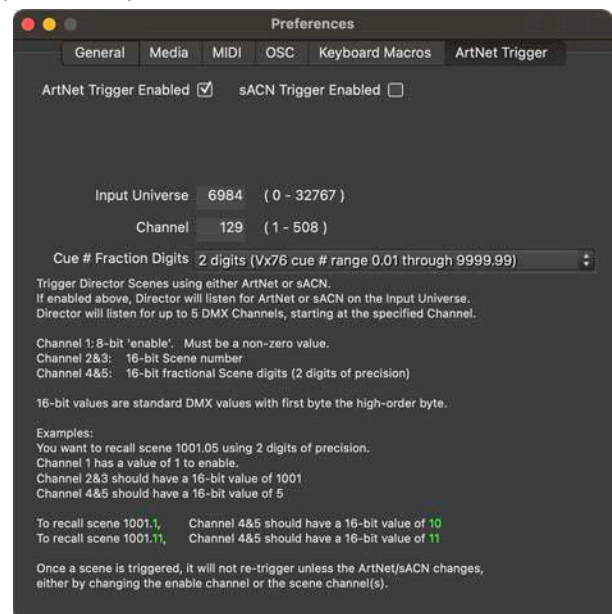 Preferences
General Media MIDI OSC Keyboard Macros ArtNet Trigger
ArtNet Trigger Enabled sACN Trigger Enabled
Input Universe 6984 ( 0 - 32767 )
Channel 129 ( 1 - 508 )
Cue # Fraction Digits 2 digits (Vx76 cue # range 0.01 through 9999.99)
Trigger Director Scenes using either ArtNet or sACN.
If enabled above, Director will listen for ArtNet or sACN on the Input Universe.
Director will listen for up to 5 DMX Channels, starting at the specified Channel.
Channel 1: 8-bit 'enable'. Must be a non-zero value.
Channel 2&3: 16-bit Scene number
Channel 4&5: 16-bit fractional Scene digits (2 digits of precision)
16-bit values are standard DMX values with first byte the high-order byte.
Examples:
You want to recall scene 1001.05 using 2 digits of precision.
Channel 1 has a value of 1 to enable.
Channel 2&3 should have a 16-bit value of 1001
Channel 4&5 should have a 16-bit value of 5
To recall scene 1001.1, Channel 4&5 should have a 16-bit value of 10
To recall scene 1001.11, Channel 4&5 should have a 16-bit value of 11
Once a scene is triggered, it will not re-trigger unless the ArtNet/sACN changes,
either by changing the enable channel or the scene channel(s).